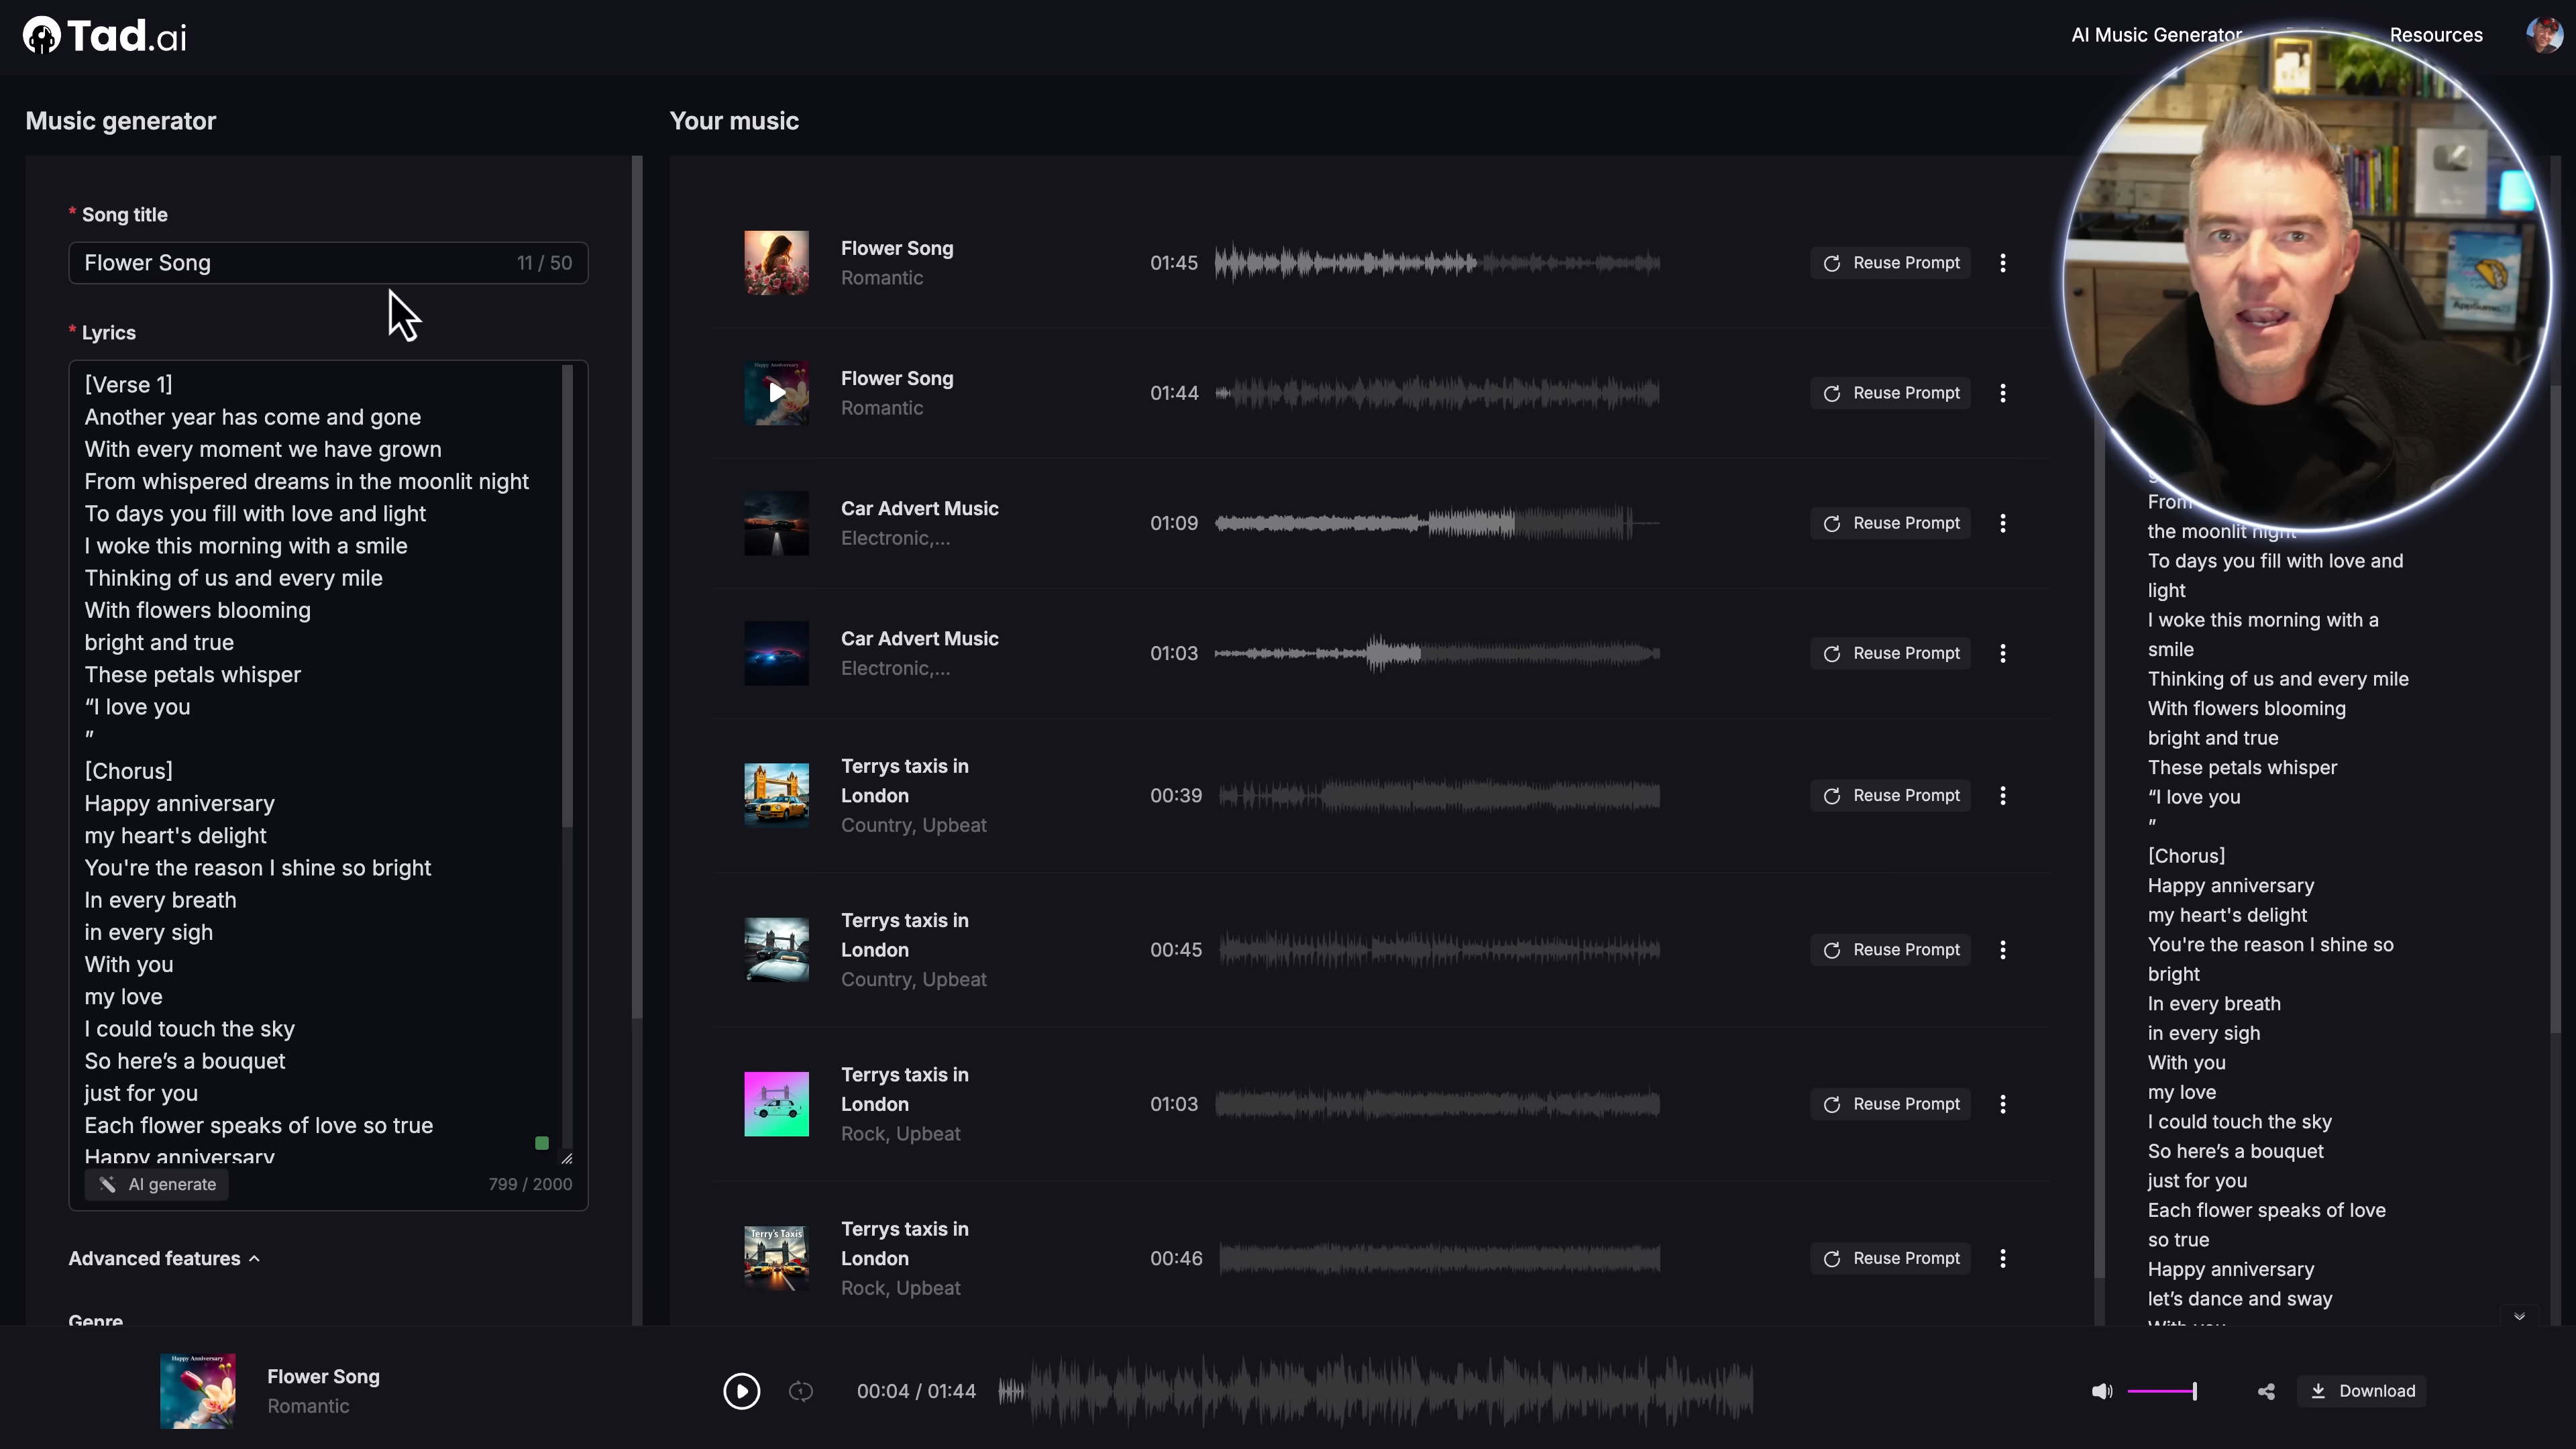 Tad.ai
AI Music Generator
Resources
Music generator
Your music
* Song title
Flower Song
11 / 50
* Lyrics
[Verse 1]
Another year has come and gone
With every moment we have grown
From whispered dreams in the moonlit night
To days you fill with love and light
I woke this morning with a smile
Thinking of us and every mile
With flowers blooming
bright and true
These petals whisper
“I love you
”
[Chorus]
Happy anniversary
my heart's delight
You're the reason I shine so bright
In every breath
in every sigh
With you
my love
I could touch the sky
So here’s a bouquet
just for you
Each flower speaks of love so true
Happy anniversary
AI generate
799 / 2000
Advanced features
Genre
Flower Song
Romantic
01:45
Reuse Prompt
Happy Anniversary
Flower Song
Romantic
01:44
Reuse Prompt
Car Advert Music
Electronic,...
01:09
Reuse Prompt
Car Advert Music
Electronic,...
01:03
Reuse Prompt
Terrys taxis in
London
Country, Upbeat
00:39
Reuse Prompt
Terrys taxis in
London
Country, Upbeat
00:45
Reuse Prompt
Terrys taxis in
London
Rock, Upbeat
01:03
Reuse Prompt
Terry's Taxis
Terrys taxis in
London
Rock, Upbeat
00:46
Reuse Prompt
From
the moonlit night
To days you fill with love and
light
I woke this morning with a
smile
Thinking of us and every mile
With flowers blooming
bright and true
These petals whisper
“I love you
”
[Chorus]
Happy anniversary
my heart's delight
You're the reason I shine so
bright
In every breath
in every sigh
With you
my love
I could touch the sky
So here’s a bouquet
just for you
Each flower speaks of love
so true
Happy anniversary
let’s dance and sway
With you
Happy Anniversary
Flower Song
Romantic
00:04 / 01:44
Download